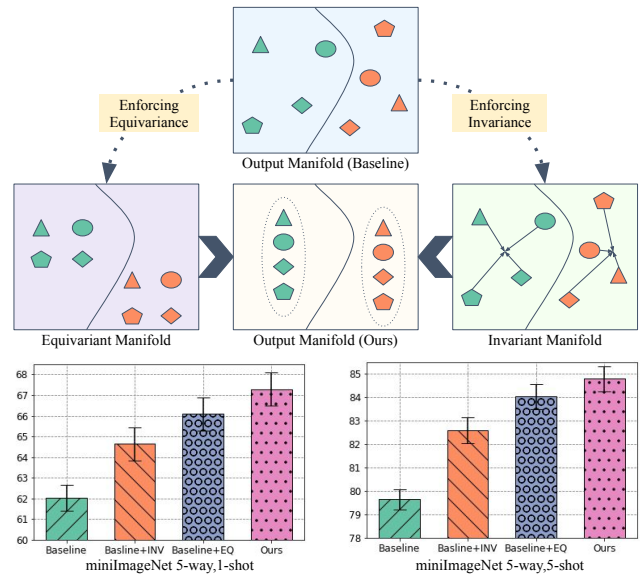 Enforcing
Equivariance
Enforcing
Invariance
Output Manifold (Baseline)
Equivariant Manifold
Output Manifold (Ours)
Invariant Manifold
68
67
66
65
64
63
62
61
60
Baseline
Basline+INV
Baseline+EQ
Ours
miniImageNet 5-way,1-shot
85
84
83
82
81
80
79
78
Baseline
Baseline+INV
Baseline+EQ
Ours
miniImageNet 5-way,5-shot